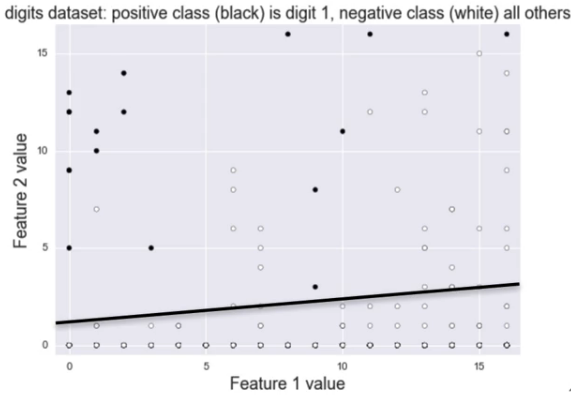 digits dataset: positive class (black) is digit 1, negative class (white) all others
15
10
5
0
Feature 2 value
0 5 10 15
Feature 1 value